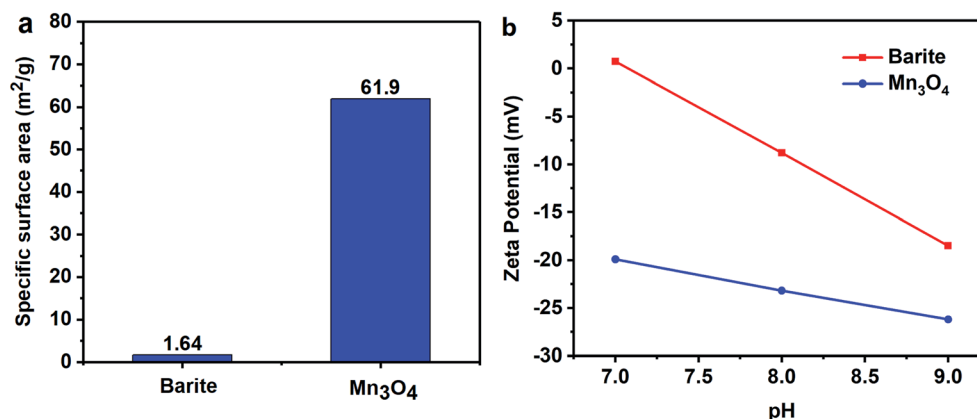 a
Specific surface area (m²/g)
80
70
60
50
40
30
20
10
0
1.64
61.9
Barite
Mn₃O₄
b
Zeta Potential (mV)
5
0
-5
-10
-15
-20
-25
-30
Barite
Mn₃O₄
7.0 7.5 8.0 8.5 9.0
pH